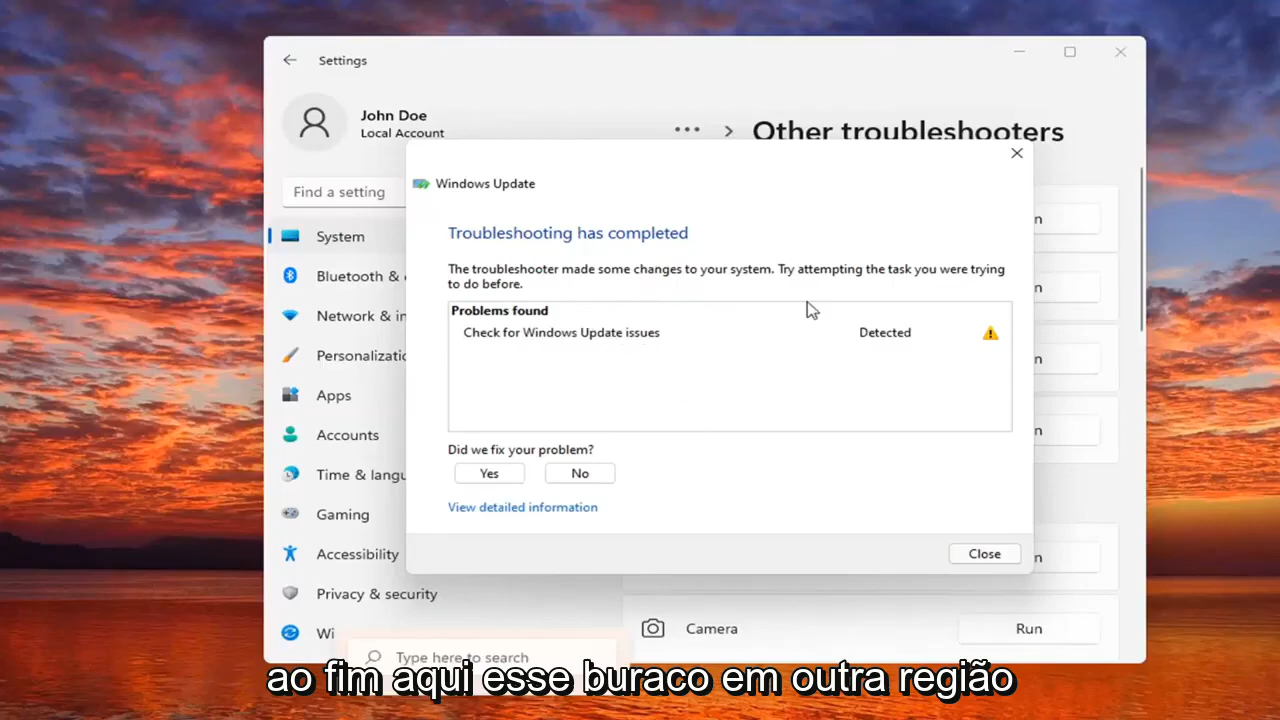 Settings
John Doe
Local Account
Find a setting
System
Bluetooth &
Network & in
Personalizatio
Apps
Accounts
Time & langu
Gaming
Accessibility
Privacy & security
Wi
Type here to search
••• > Other troubleshooters
Windows Update
Troubleshooting has completed
The troubleshooter made some changes to your system. Try attempting the task you were trying
to do before.
Problems found
Check for Windows Update issues Detected
Did we fix your problem?
Yes No
View detailed information
Close
n
n
n
n
n
Camera Run
ao fim aqui esse buraco em outra região